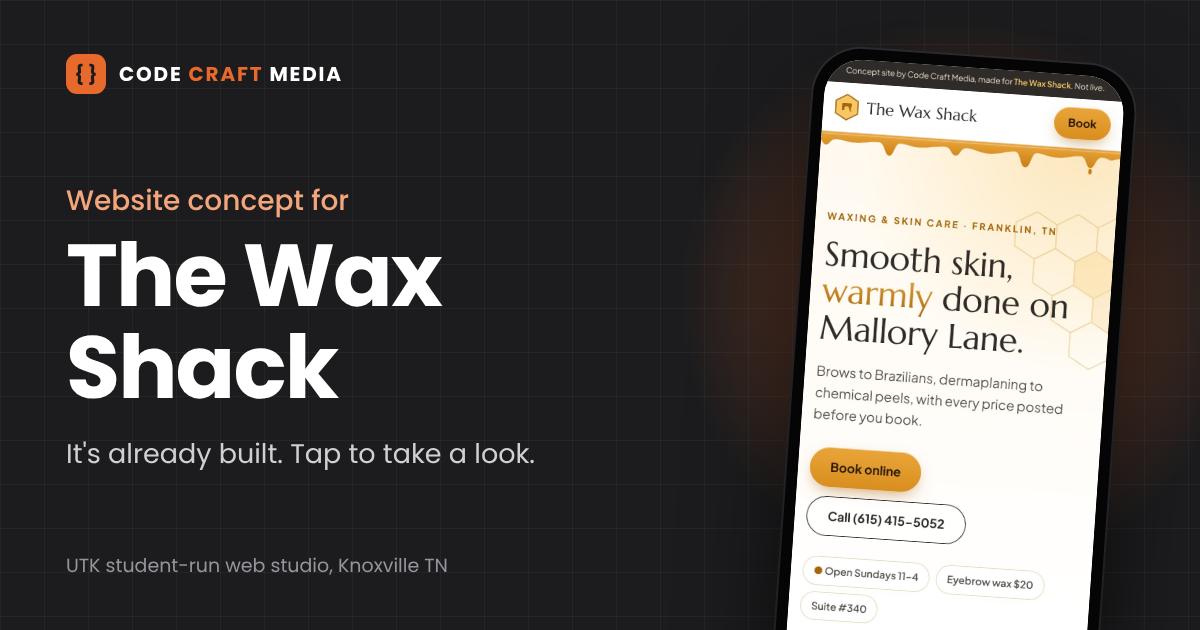 { } CODE CRAFT MEDIA
Website concept for
The Wax
Shack
It's already built. Tap to take a look.
UTK student-run web studio, Knoxville TN
Concept site by Code Craft Media, made for The Wax Shack. Not live.
The Wax Shack
Book
WAXING & SKIN CARE · FRANKLIN, TN
Smooth skin,
warmly done on
Mallory Lane.
Brows to Brazilians, dermaplaning to
chemical peels, with every price posted
before you book.
Book online
Call (615) 415-5052
Open Sundays 11–4
Eyebrow wax $20
Suite #340